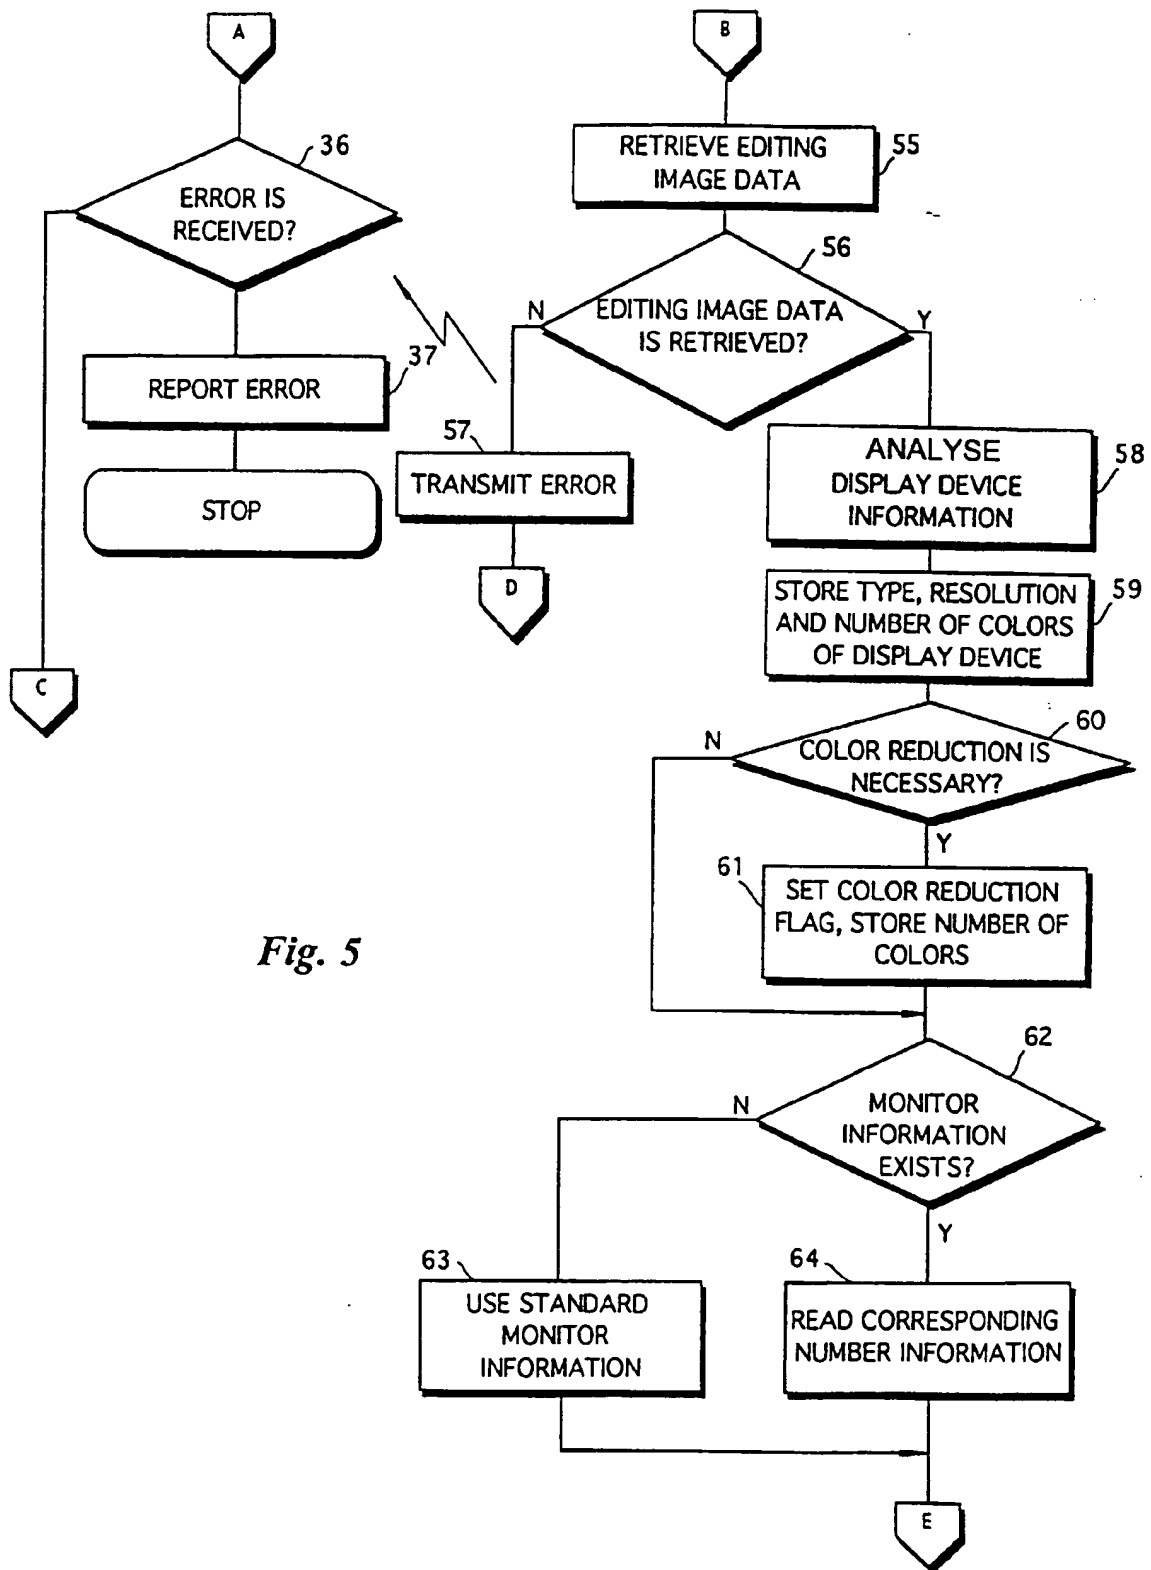 A
36
ERROR IS
RECEIVED?
37
REPORT ERROR
STOP
C
B
55
RETRIEVE EDITING
IMAGE DATA
56
EDITING IMAGE DATA
IS RETRIEVED?
N
Y
57
TRANSMIT ERROR
D
58
ANALYSE
DISPLAY DEVICE
INFORMATION
59
STORE TYPE, RESOLUTION
AND NUMBER OF COLORS
OF DISPLAY DEVICE
60
COLOR REDUCTION IS
NECESSARY?
N
Y
61
SET COLOR REDUCTION
FLAG, STORE NUMBER OF
COLORS
Fig. 5
62
MONITOR
INFORMATION
EXISTS?
N
Y
63
USE STANDARD
MONITOR
INFORMATION
64
READ CORRESPONDING
NUMBER INFORMATION
E